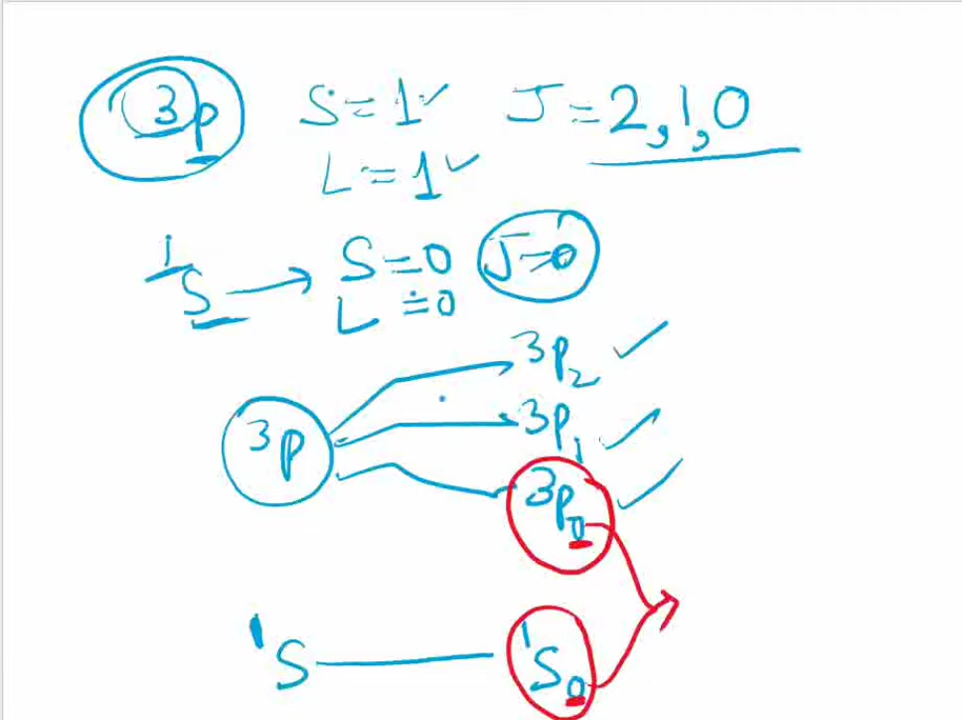 3p S=1 J=2,1,0
L=1
1S → S=0 J=0
L=0
3p2
3p1
3p 3p0
1S 1S0